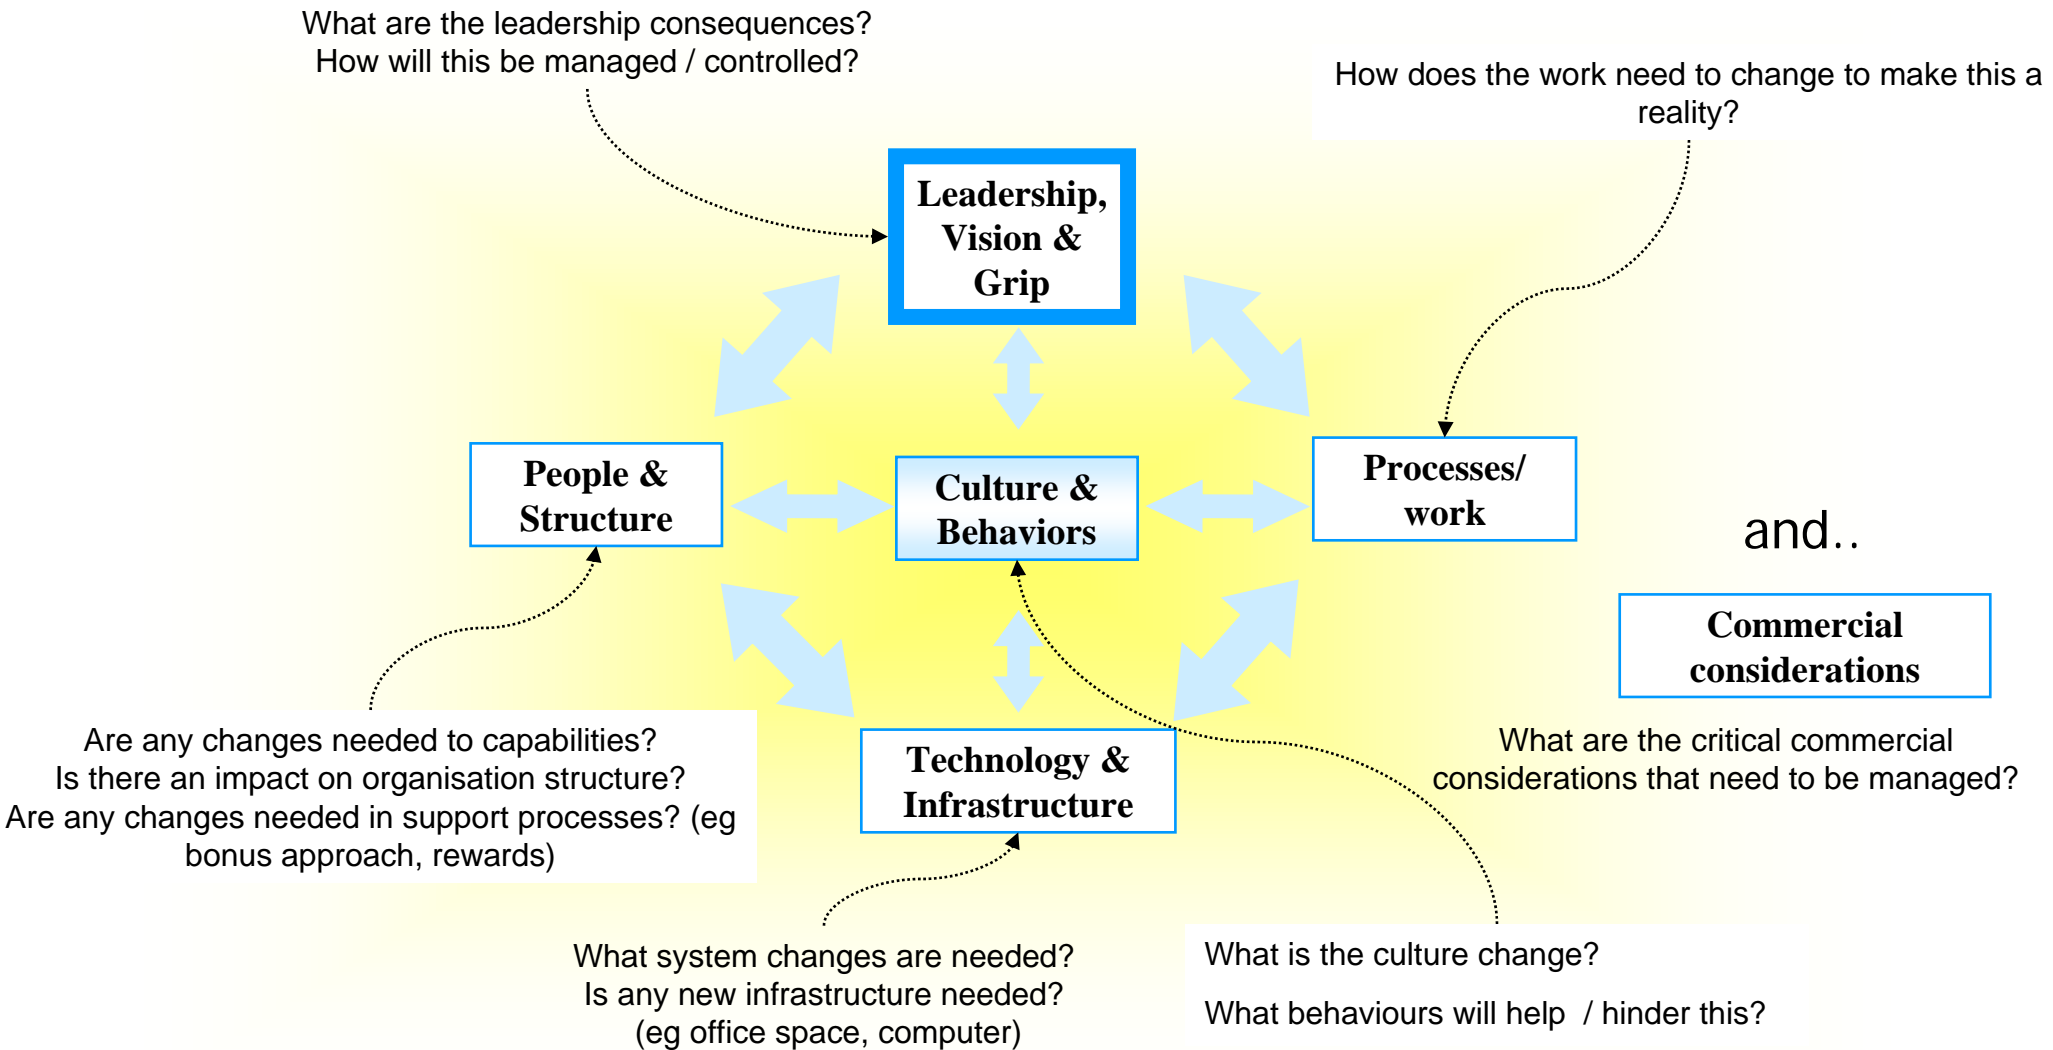 What are the leadership consequences?
How will this be managed / controlled?
How does the work need to change to make this a
reality?
Leadership,
Vision &
Grip
People &
Structure
Culture &
Behaviors
Processes/
work
and..
Commercial
considerations
What are the critical commercial
considerations that need to be managed?
Are any changes needed to capabilities?
Is there an impact on organisation structure?
Are any changes needed in support processes? (eg
bonus approach, rewards)
Technology &
Infrastructure
What system changes are needed?
Is any new infrastructure needed?
(eg office space, computer)
What is the culture change?
What behaviours will help  / hinder this?